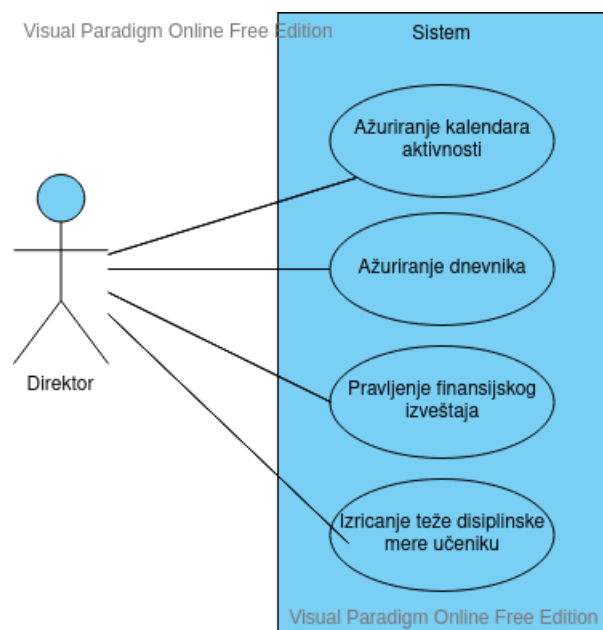 Visual Paradigm Online Free Edition
Sistem
Ažuriranje kalendara
aktivnosti
Ažuriranje dnevnika
Direktor
Pravljenje finansijskog
izveštaja
Izricanje teže disiplinske
mere učeniku
Visual Paradigm Online Free Edition